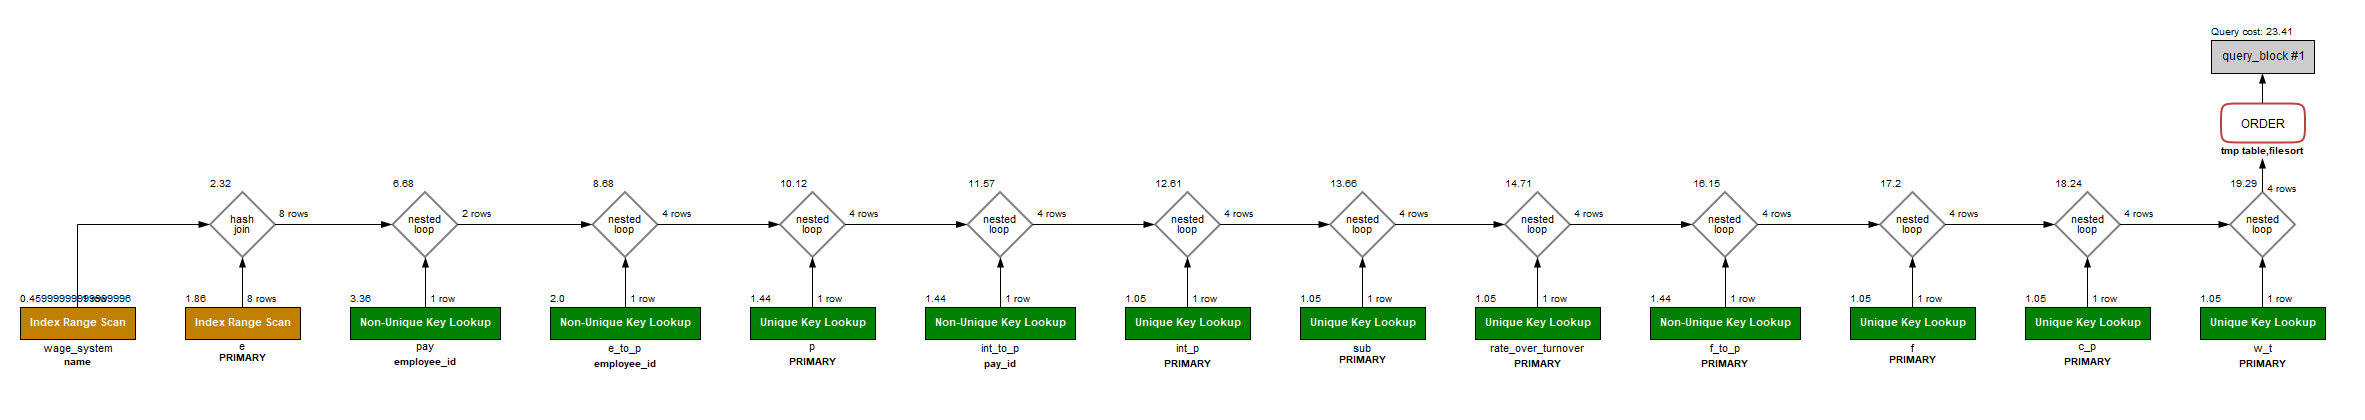 Query cost: 23.41
query_block #1
ORDER
tmp table,filesort
2.32
6.68
8.68
10.12
11.57
12.61
13.66
14.71
16.15
17.2
18.24
19.29
4 rows
hash
join
8 rows
nested
loop
2 rows
nested
loop
4 rows
nested
loop
4 rows
nested
loop
4 rows
nested
loop
4 rows
nested
loop
4 rows
nested
loop
4 rows
nested
loop
4 rows
nested
loop
4 rows
nested
loop
4 rows
nested
loop
0.45999999999999996
1 row
1.86
8 rows
3.36
1 row
2.0
1 row
1.44
1 row
1.44
1 row
1.05
1 row
1.05
1 row
1.05
1 row
1.44
1 row
1.05
1 row
1.05
1 row
1.05
1 row
Index Range Scan
Index Range Scan
Non-Unique Key Lookup
Non-Unique Key Lookup
Unique Key Lookup
Non-Unique Key Lookup
Unique Key Lookup
Unique Key Lookup
Unique Key Lookup
Non-Unique Key Lookup
Unique Key Lookup
Unique Key Lookup
Unique Key Lookup
wage_system
name
e
PRIMARY
pay
employee_id
e_to_p
employee_id
p
PRIMARY
int_to_p
pay_id
int_p
PRIMARY
sub
PRIMARY
rate_over_turnover
PRIMARY
f_to_p
PRIMARY
f
PRIMARY
c_p
PRIMARY
w_t
PRIMARY